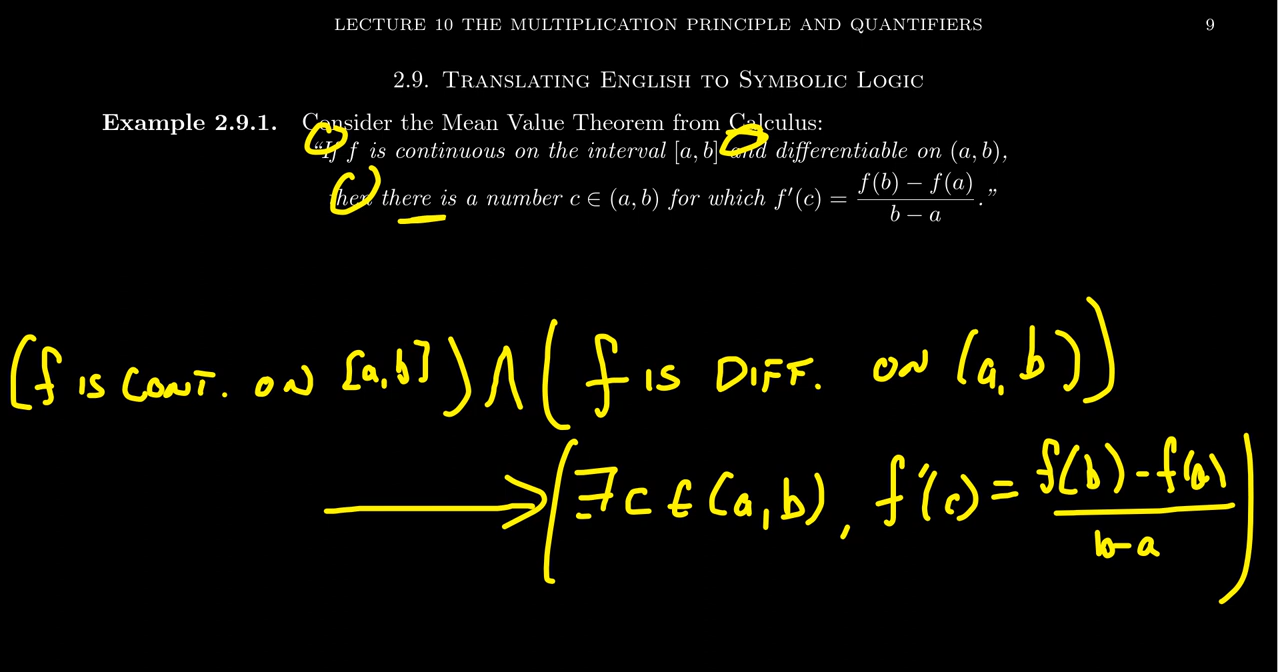 LECTURE 10 THE MULTIPLICATION PRINCIPLE AND QUANTIFIERS 9
2.9. TRANSLATING ENGLISH TO SYMBOLIC LOGIC
Example 2.9.1. Consider the Mean Value Theorem from Calculus:
“If f is continuous on the interval [a, b] and differentiable on (a, b),
then there is a number c ∈ (a, b) for which f′(c) = (f(b) − f(a))/(b − a).”
(f IS CONT. ON [a,b]) ∧ (f IS DIFF. ON (a,b))
⟶ (∃ c ∈ (a,b), f'(c) = (f(b) - f(a))/(b-a))